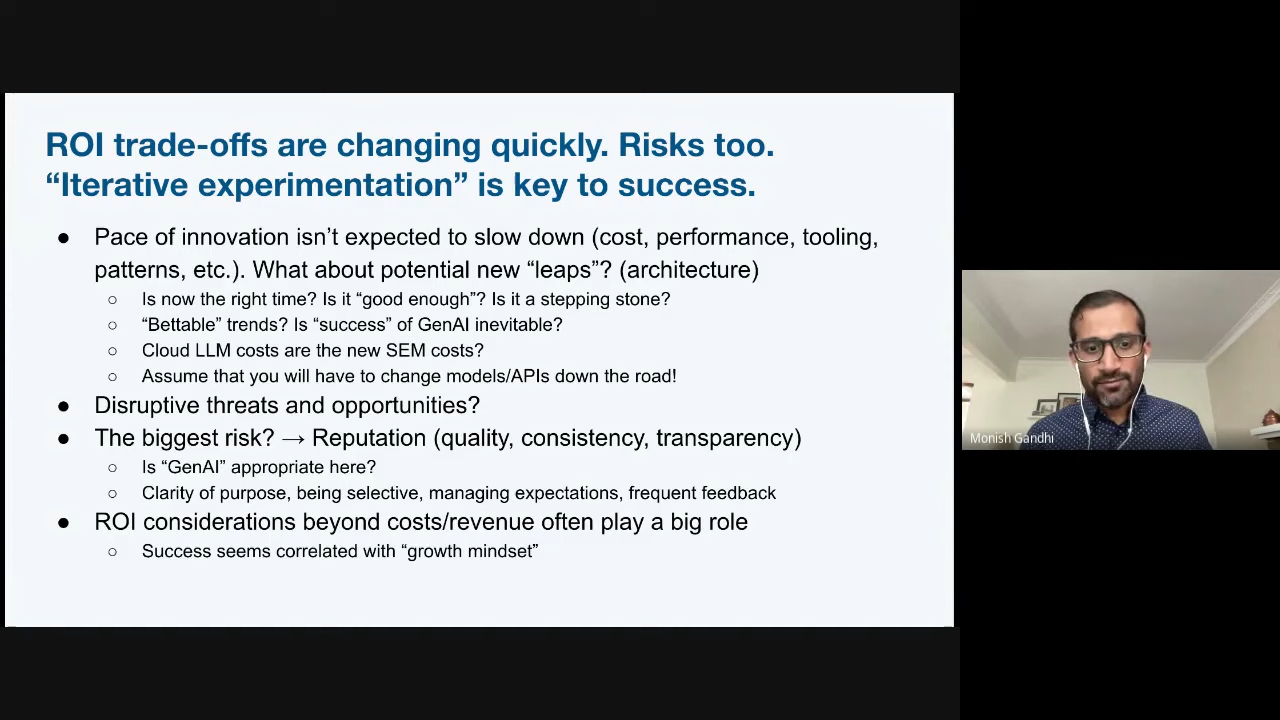 ROI trade-offs are changing quickly. Risks too.
“Iterative experimentation” is key to success.
● Pace of innovation isn’t expected to slow down (cost, performance, tooling,
patterns, etc.). What about potential new “leaps”? (architecture)
○ Is now the right time? Is it “good enough”? Is it a stepping stone?
○ “Bettable” trends? Is “success” of GenAI inevitable?
○ Cloud LLM costs are the new SEM costs?
○ Assume that you will have to change models/APIs down the road!
● Disruptive threats and opportunities?
● The biggest risk? → Reputation (quality, consistency, transparency)
○ Is “GenAI” appropriate here?
○ Clarity of purpose, being selective, managing expectations, frequent feedback
● ROI considerations beyond costs/revenue often play a big role
○ Success seems correlated with “growth mindset”
Monish Gandhi